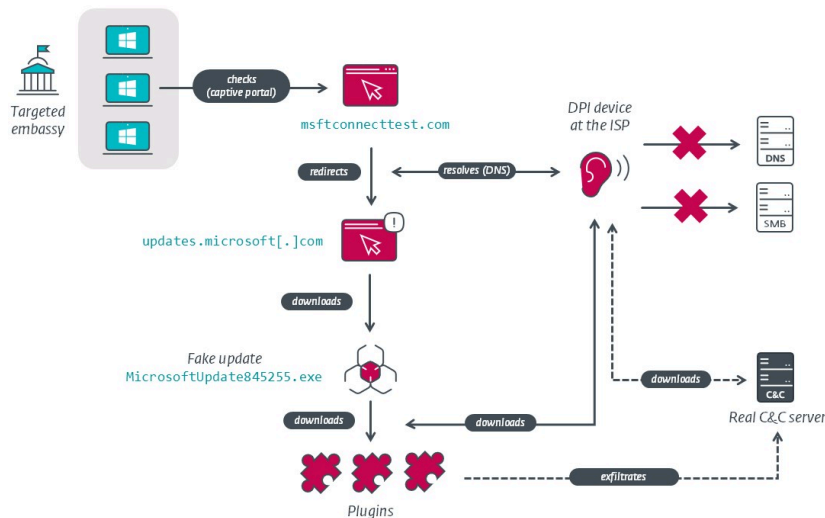 Targeted
embassy
checks
(captive portal)
msftconnecttest.com
DPI device
at the ISP
DNS
redirects
resolves (DNS)
SMB
!
updates.microsoft[.]com
downloads
Fake update
MicrosoftUpdate845255.exe
downloads
C&C
Real C&C server
downloads
downloads
exfiltrates
Plugins